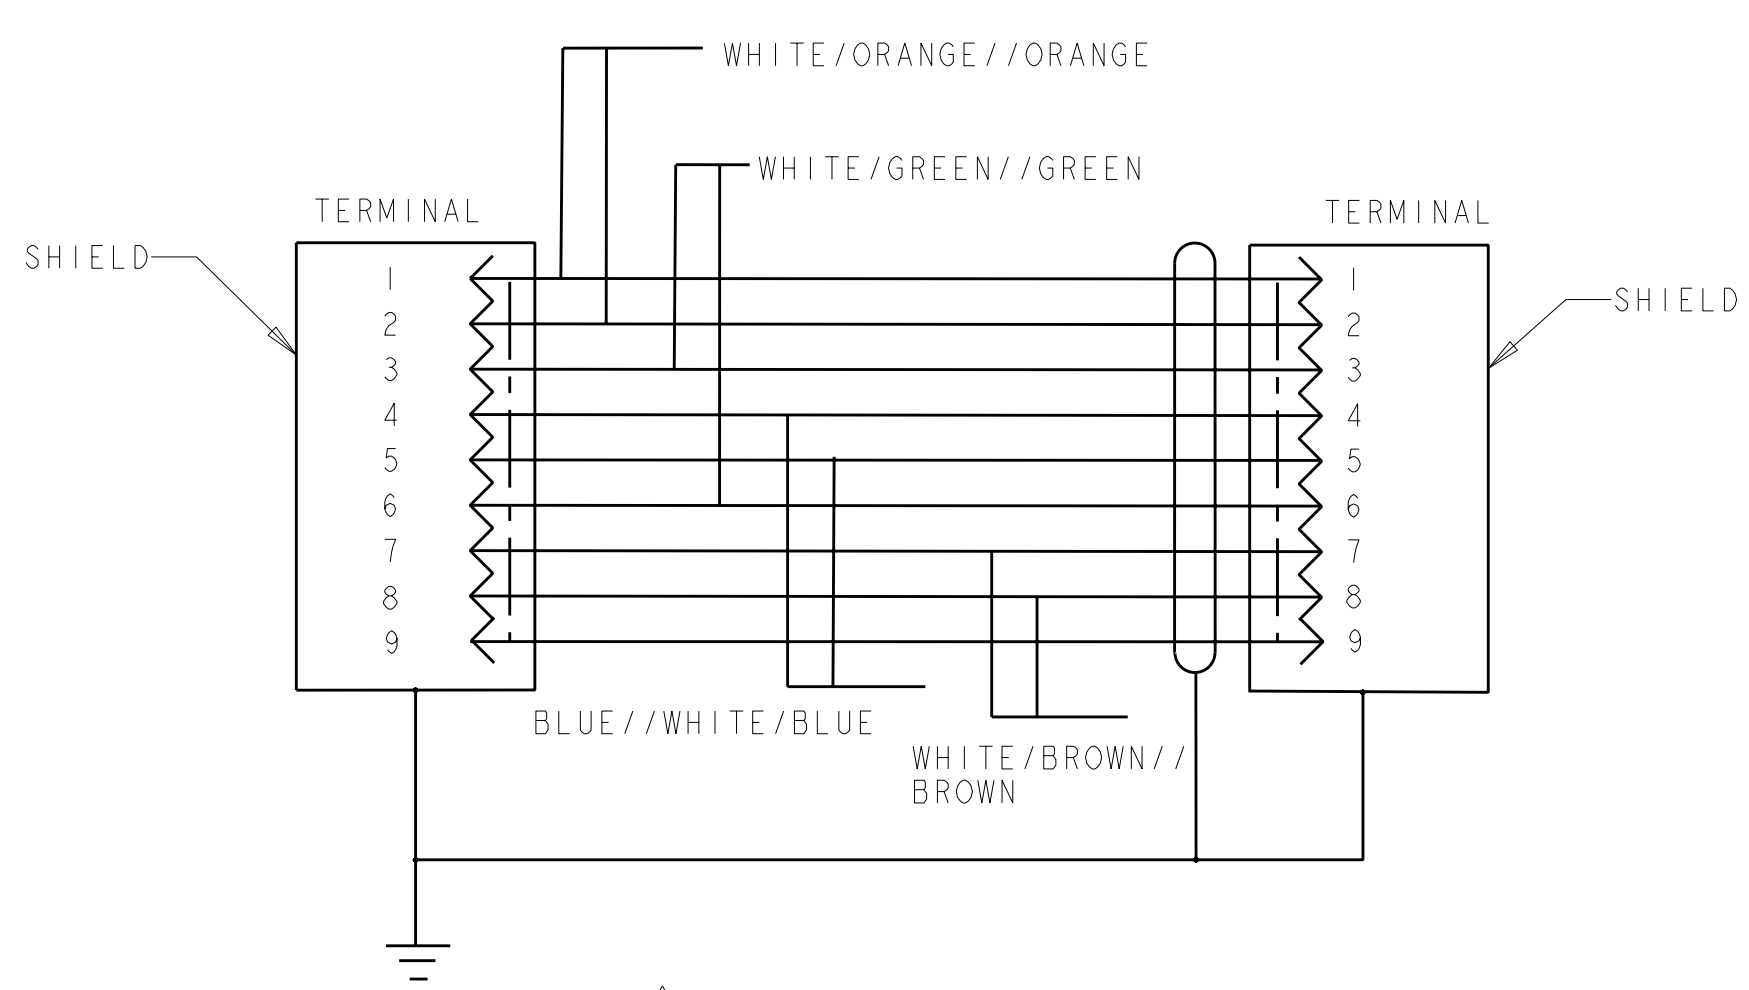 WHITE/ORANGE//ORANGE
WHITE/GREEN//GREEN
TERMINAL
TERMINAL
SHIELD
SHIELD
1
2
3
4
5
6
7
8
9
1
2
3
4
5
6
7
8
9
BLUE//WHITE/BLUE
WHITE/BROWN//
BROWN